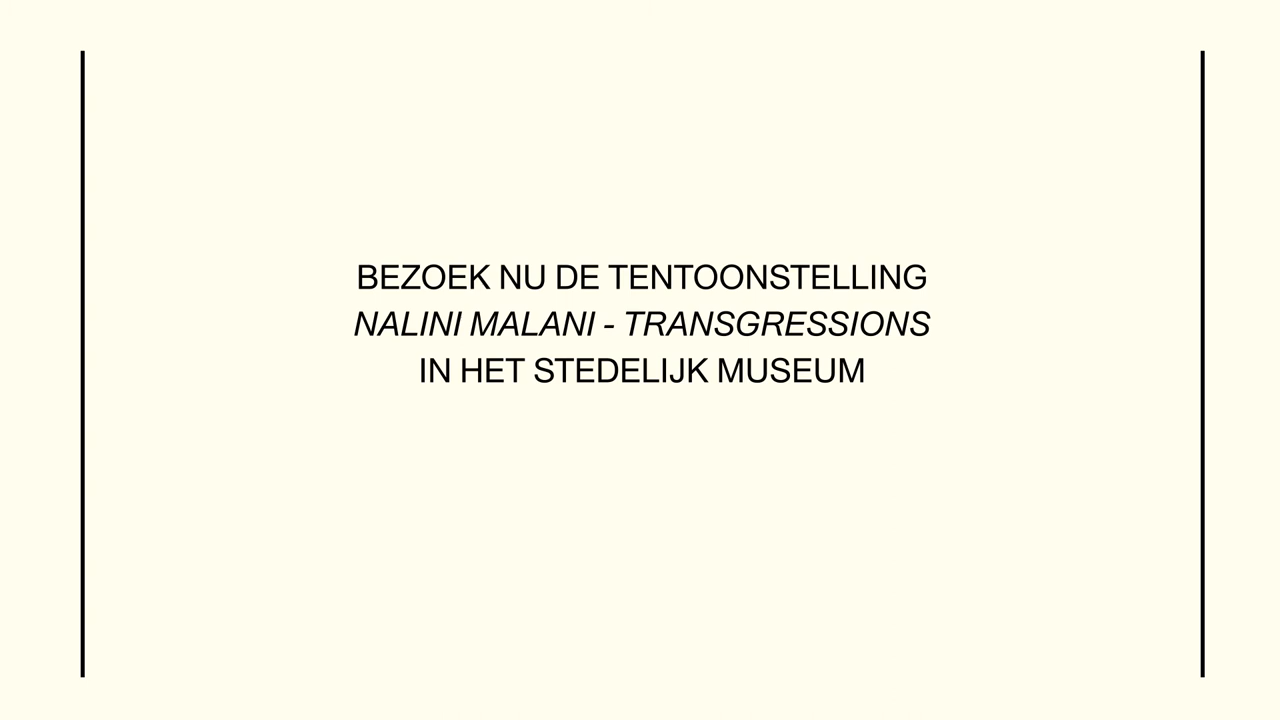 BEZOEK NU DE TENTOONSTELLING
NALINI MALANI - TRANSGRESSIONS
IN HET STEDELIJK MUSEUM